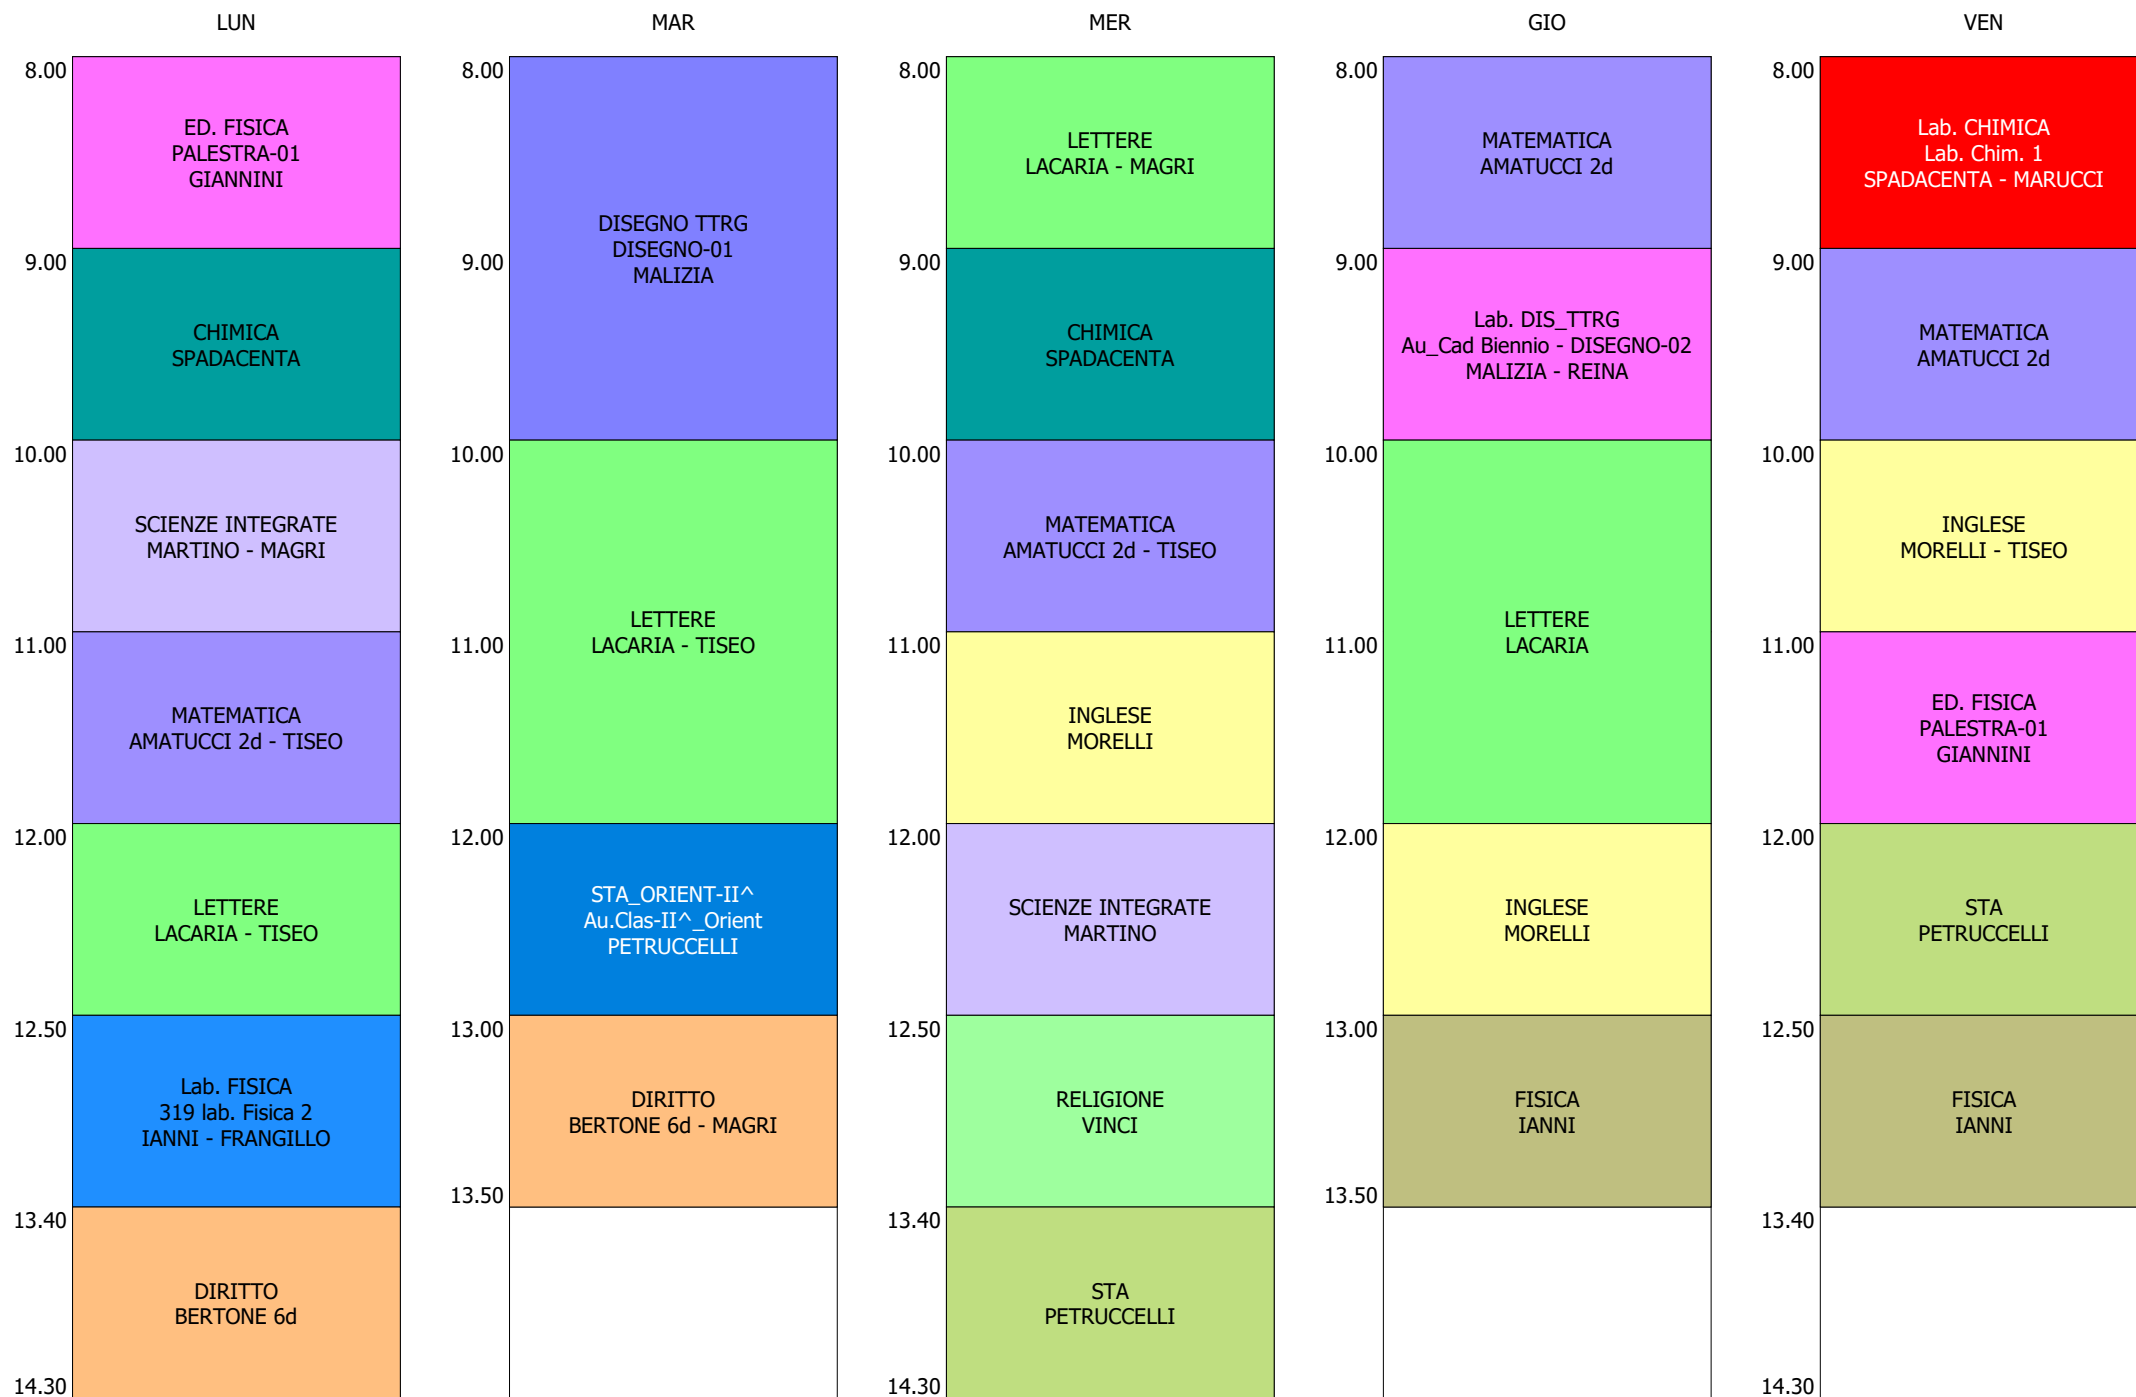 LUN
8.00
ED. FISICA
PALESTRA-01
GIANNINI
9.00
CHIMICA
SPADACENTA
10.00
SCIENZE INTEGRATE
MARTINO - MAGRI
11.00
MATEMATICA
AMATUCCI 2d - TISEO
12.00
LETTERE
LACARIA - TISEO
12.50
Lab. FISICA
319 lab. Fisica 2
IANNI - FRANGILLO
13.40
DIRITTO
BERTONE 6d
14.30
MAR
8.00
DISEGNO TTRG
DISEGNO-01
MALIZIA
9.00
10.00
LETTERE
LACARIA - TISEO
11.00
12.00
STA_ORIENT-II^
Au.Clas-II^_Orient
PETRUCCELLI
13.00
DIRITTO
BERTONE 6d - MAGRI
13.50
MER
8.00
LETTERE
LACARIA - MAGRI
9.00
CHIMICA
SPADACENTA
10.00
MATEMATICA
AMATUCCI 2d - TISEO
11.00
INGLESE
MORELLI
12.00
SCIENZE INTEGRATE
MARTINO
12.50
RELIGIONE
VINCI
13.40
STA
PETRUCCELLI
14.30
GIO
8.00
MATEMATICA
AMATUCCI 2d
9.00
Lab. DIS_TTRG
Au_Cad Biennio - DISEGNO-02
MALIZIA - REINA
10.00
LETTERE
LACARIA
11.00
12.00
INGLESE
MORELLI
13.00
FISICA
IANNI
13.50
VEN
8.00
Lab. CHIMICA
Lab. Chim. 1
SPADACENTA - MARUCCI
9.00
MATEMATICA
AMATUCCI 2d
10.00
INGLESE
MORELLI - TISEO
11.00
ED. FISICA
PALESTRA-01
GIANNINI
12.00
STA
PETRUCCELLI
12.50
FISICA
IANNI
13.40
14.30